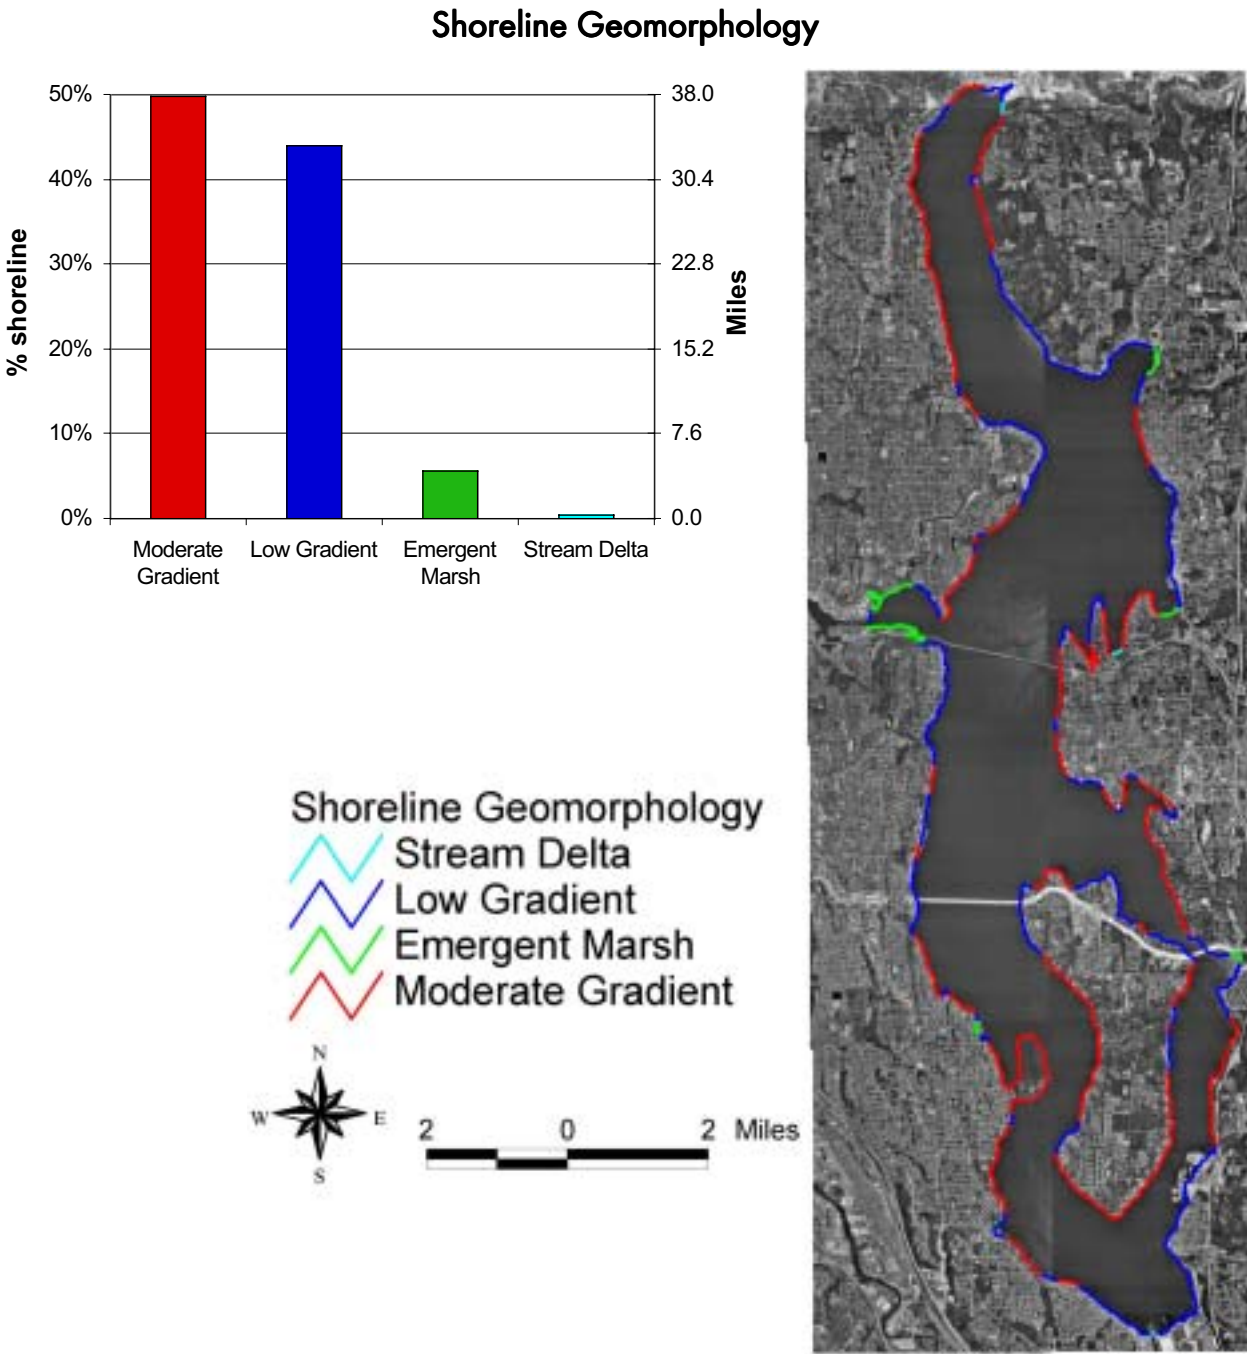 Shoreline Geomorphology
50%
40%
30%
20%
10%
0%
% shoreline
38.0
30.4
22.8
15.2
7.6
0.0
Miles
Moderate
Gradient
Low Gradient
Emergent
Marsh
Stream Delta
Shoreline Geomorphology
Stream Delta
Low Gradient
Emergent Marsh
Moderate Gradient
N
W
E
S
2 0 2 Miles